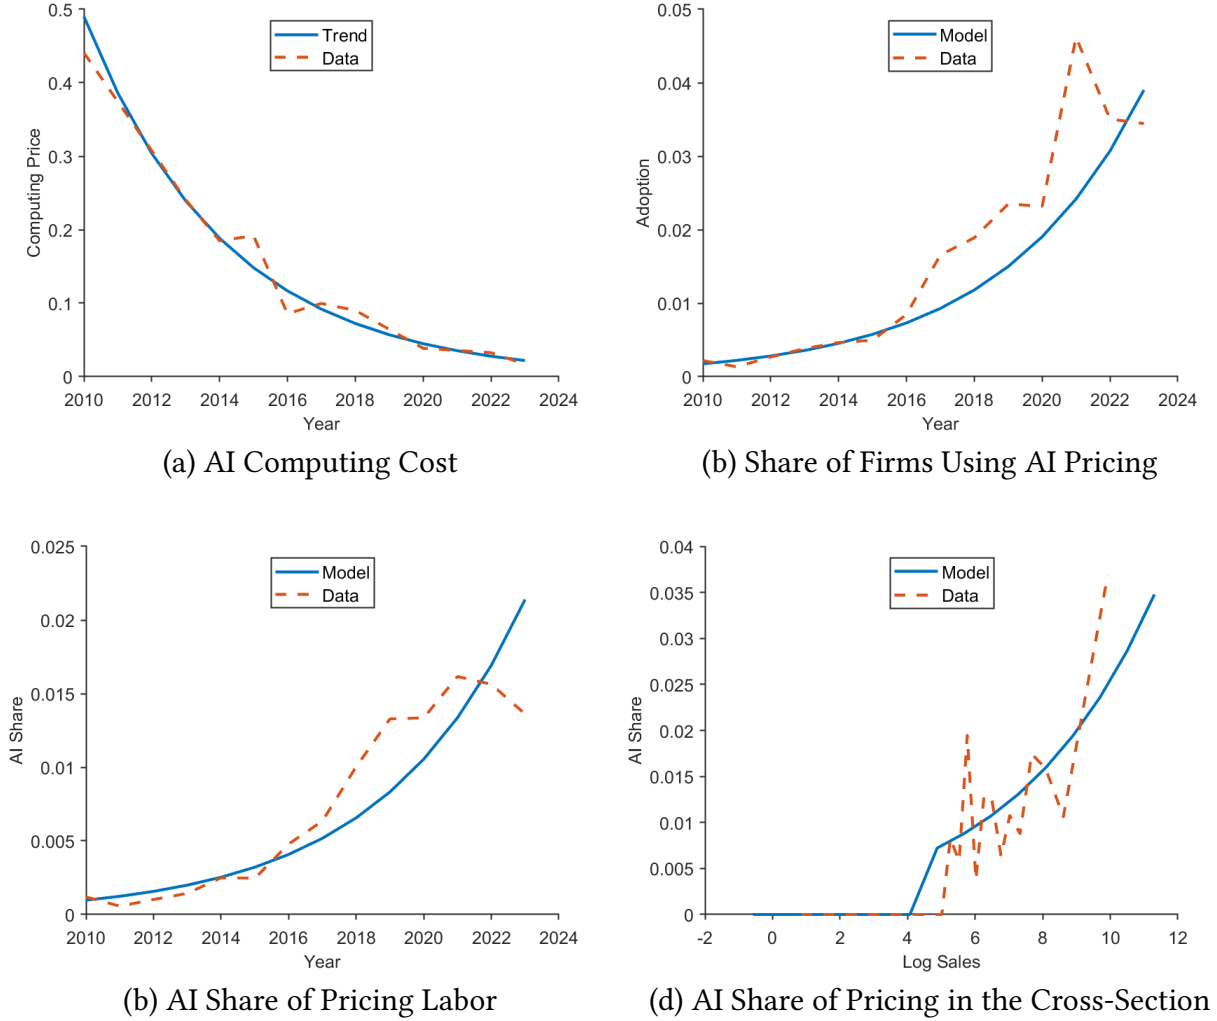 0.5
0.4
0.3
0.2
0.1
0
Computing Price
Trend
Data
2010 2012 2014 2016 2018 2020 2022 2024
Year
(a) AI Computing Cost
0.05
0.04
0.03
0.02
0.01
0
Adoption
Model
Data
2010 2012 2014 2016 2018 2020 2022 2024
Year
(b) Share of Firms Using AI Pricing
0.025
0.02
0.015
0.01
0.005
0
AI Share
Model
Data
2010 2012 2014 2016 2018 2020 2022 2024
Year
(b) AI Share of Pricing Labor
0.04
0.035
0.03
0.025
0.02
0.015
0.01
0.005
0
AI Share
Model
Data
-2 0 2 4 6 8 10 12
Log Sales
(d) AI Share of Pricing in the Cross-Section